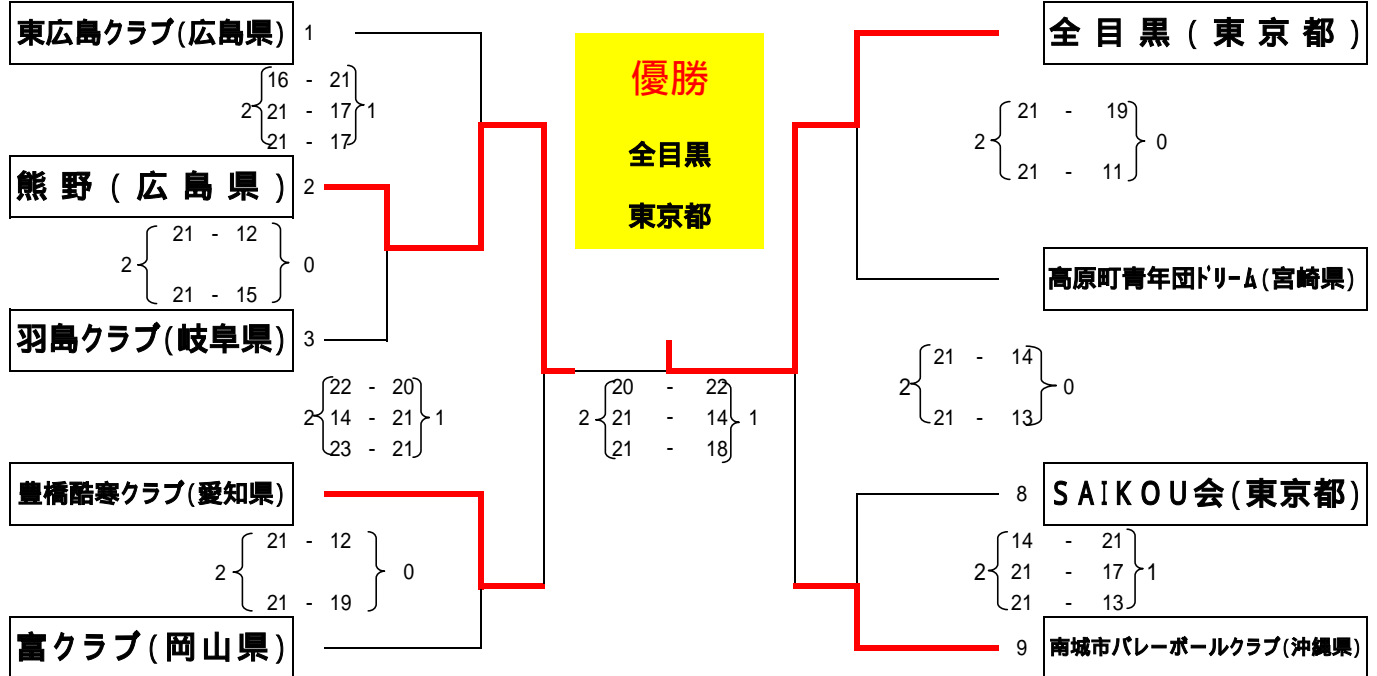 東広島クラブ(広島県) 1
16 - 21
2 21 - 17 1
21 - 17
熊野(広島県) 2
21 - 12
2 0
21 - 15
羽島クラブ(岐阜県) 3
22 - 20
2 14 - 21 1
23 - 21
豊橋酷寒クラブ(愛知県)
21 - 12
2 0
21 - 19
富クラブ(岡山県)
優勝
全目黒
東京都
20 - 22
2 21 - 14 1
21 - 18
全目黒(東京都)
21 - 19
2 0
21 - 11
高原町青年団ドリーム(宮崎県)
21 - 14
2 0
21 - 13
8 SAIKOU会(東京都)
14 - 21
2 21 - 17 1
21 - 13
9 南城市バレーボールクラブ(沖縄県)